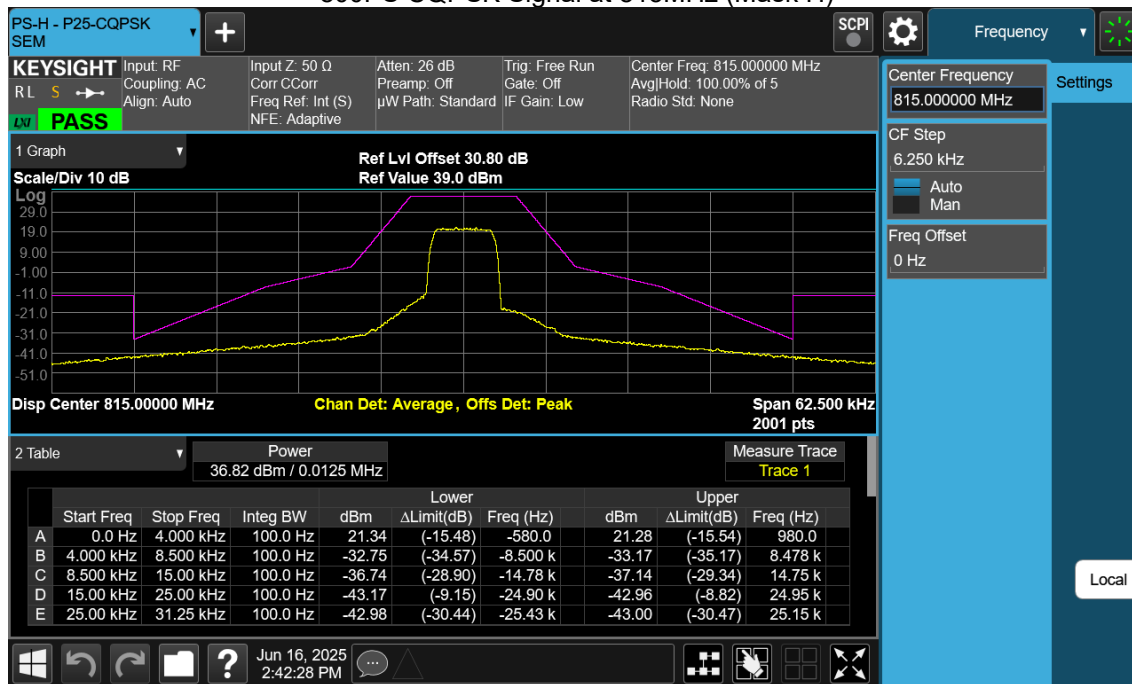 PS-H - P25-CQPSK
SEM
SCPI
Frequency
KEYSIGHT
R L S
LXI PASS
Input: RF
Coupling: AC
Align: Auto
Input Z: 50 Ω
Corr CCorr
Freq Ref: Int (S)
NFE: Adaptive
Atten: 26 dB
Preamp: Off
µW Path: Standard
Trig: Free Run
Gate: Off
IF Gain: Low
Center Freq: 815.000000 MHz
Avg|Hold: 100.00% of 5
Radio Std: None
Center Frequency
815.000000 MHz
Settings
CF Step
6.250 kHz
Auto
Man
Freq Offset
0 Hz
Local
1 Graph
Scale/Div 10 dB
Ref Lvl Offset 30.80 dB
Ref Value 39.0 dBm
Log
29.0
19.0
9.00
-1.00
-11.0
-21.0
-31.0
-41.0
-51.0
Disp Center 815.00000 MHz
Chan Det: Average , Offs Det: Peak
Span 62.500 kHz
2001 pts
2 Table
Power
36.82 dBm / 0.0125 MHz
Measure Trace
Trace 1
Lower Upper
Start Freq Stop Freq Integ BW dBm ∆Limit(dB) Freq (Hz) dBm ∆Limit(dB) Freq (Hz)
A 0.0 Hz 4.000 kHz 100.0 Hz 21.34 (-15.48) -580.0 21.28 (-15.54) 980.0
B 4.000 kHz 8.500 kHz 100.0 Hz -32.75 (-34.57) -8.500 k -33.17 (-35.17) 8.478 k
C 8.500 kHz 15.00 kHz 100.0 Hz -36.74 (-28.90) -14.78 k -37.14 (-29.34) 14.75 k
D 15.00 kHz 25.00 kHz 100.0 Hz -43.17 (-9.15) -24.90 k -42.96 (-8.82) 24.95 k
E 25.00 kHz 31.25 kHz 100.0 Hz -42.98 (-30.44) -25.43 k -43.00 (-30.47) 25.15 k
?
Jun 16, 2025
2:42:28 PM